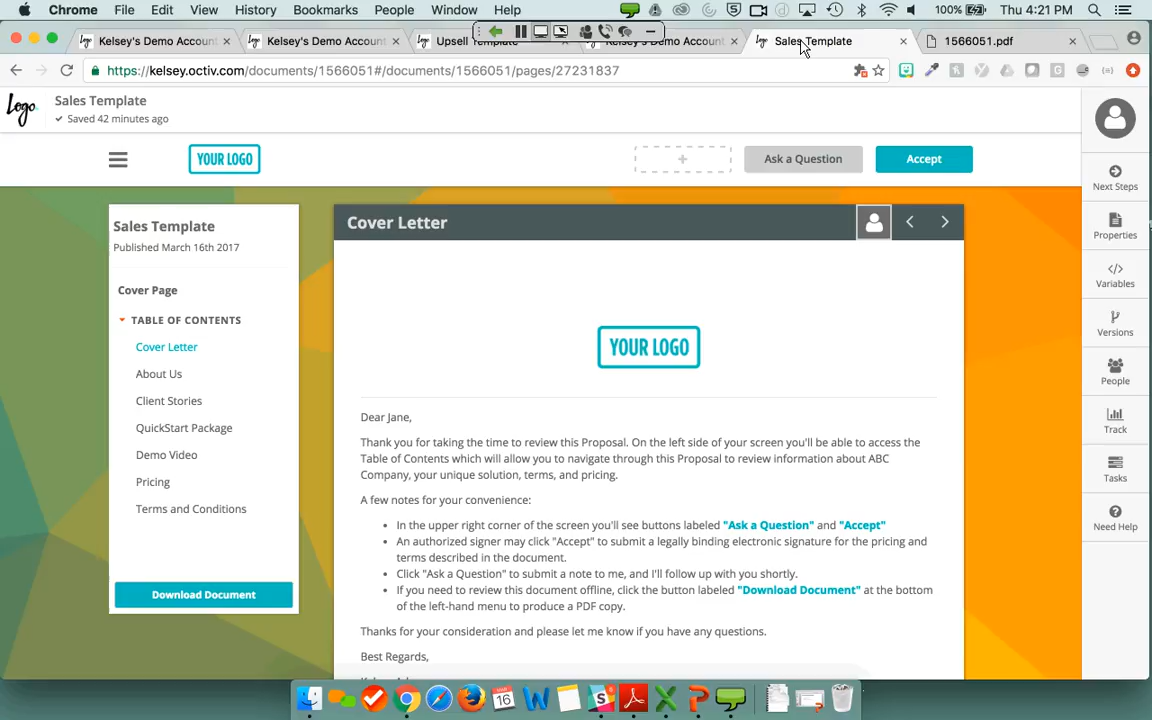 Chrome File Edit View History Bookmarks People Window Help 100% Thu 4:21 PM
Kelsey's Demo Account Kelsey's Demo Account Upsell Template Kelsey's Demo Account Sales Template 1566051.pdf
https://kelsey.octiv.com/documents/1566051#/documents/1566051/pages/27231837
Logo
Sales Template
Saved 42 minutes ago
YOUR LOGO
+
Ask a Question
Accept
Next Steps
Properties
Variables
Versions
People
Track
Tasks
Need Help
Sales Template
Published March 16th 2017
Cover Page
TABLE OF CONTENTS
Cover Letter
About Us
Client Stories
QuickStart Package
Demo Video
Pricing
Terms and Conditions
Download Document
Cover Letter
YOUR LOGO
Dear Jane,
Thank you for taking the time to review this Proposal. On the left side of your screen you'll be able to access the
Table of Contents which will allow you to navigate through this Proposal to review information about ABC
Company, your unique solution, terms, and pricing.
A few notes for your convenience:
• In the upper right corner of the screen you'll see buttons labeled "Ask a Question" and "Accept"
• An authorized signer may click "Accept" to submit a legally binding electronic signature for the pricing and
terms described in the document.
• Click "Ask a Question" to submit a note to me, and I'll follow up with you shortly.
• If you need to review this document offline, click the button labeled "Download Document" at the bottom
of the left-hand menu to produce a PDF copy.
Thanks for your consideration and please let me know if you have any questions.
Best Regards,